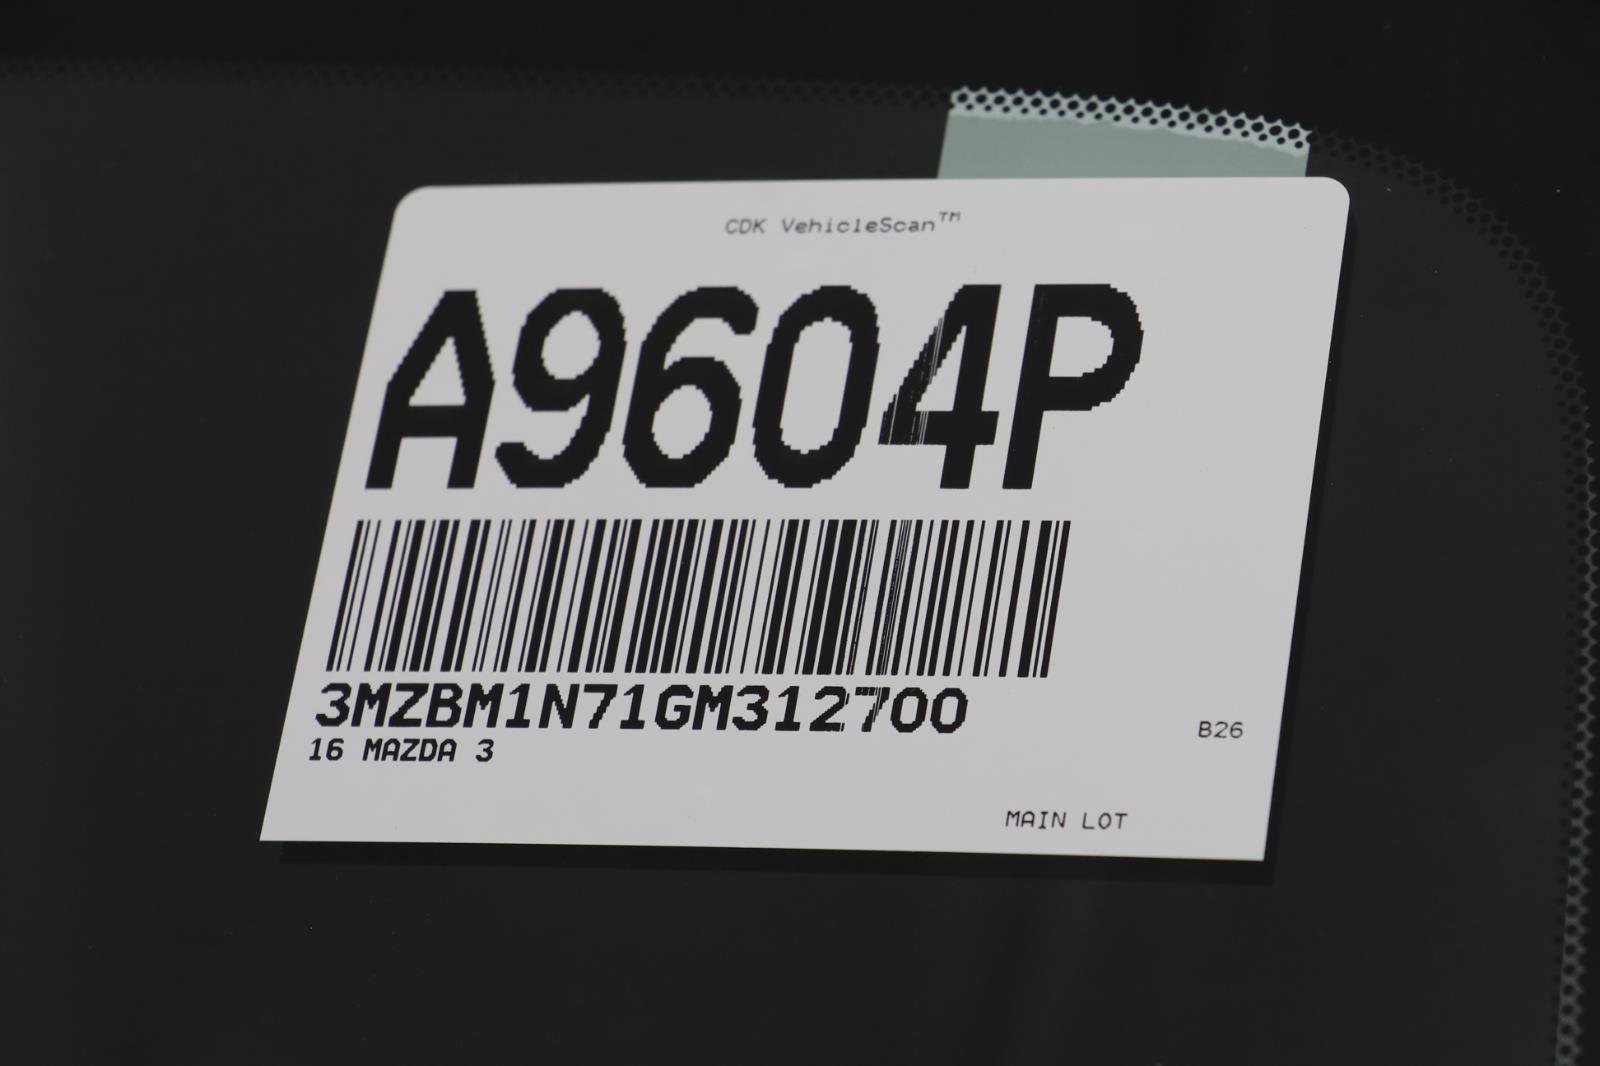 CDK VehicleScan™
A9604P
3MZBM1N71GM312700
16 MAZDA 3
B26
MAIN LOT